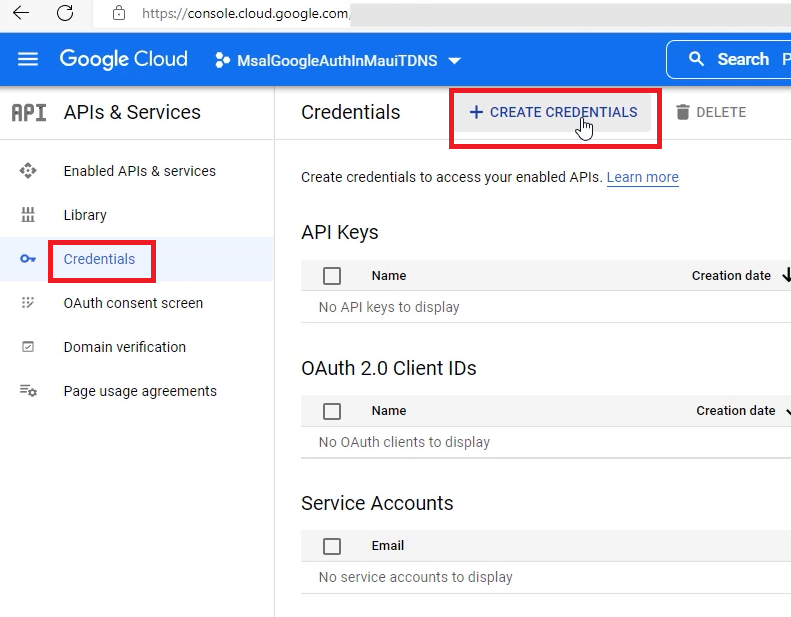 https://console.cloud.google.com/
Google Cloud
MsalGoogleAuthInMauiTDNS
Search P
API
APIs & Services
Credentials
+ CREATE CREDENTIALS
DELETE
Enabled APIs & services
Library
Credentials
OAuth consent screen
Domain verification
Page usage agreements
Create credentials to access your enabled APIs. Learn more
API Keys
Name
Creation date
No API keys to display
OAuth 2.0 Client IDs
Name
Creation date
No OAuth clients to display
Service Accounts
Email
No service accounts to display